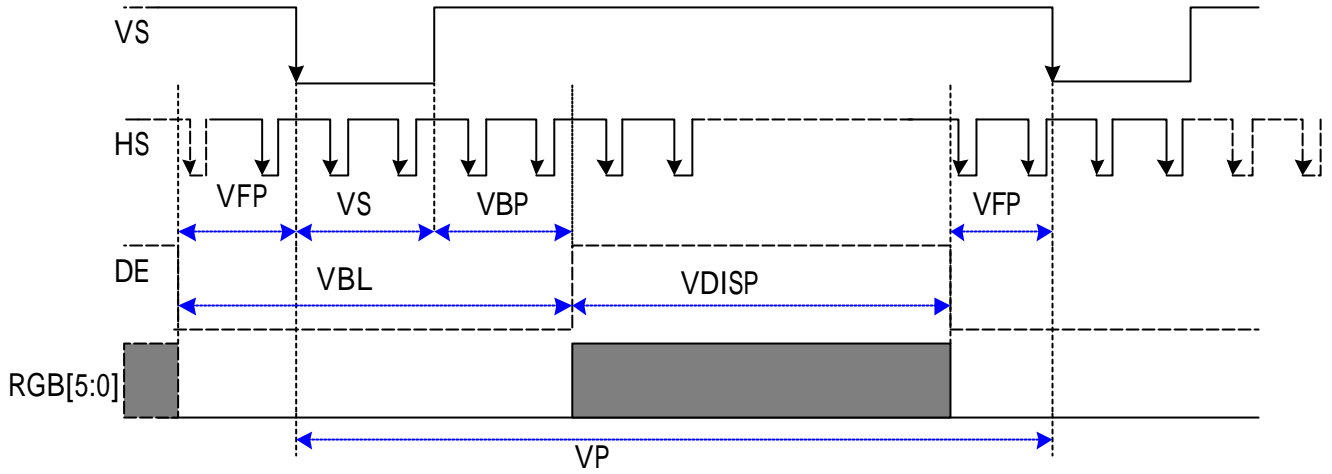 VS
HS
VFP
VS
VBP
VFP
DE
VBL
VDISP
RGB[5:0]
VP